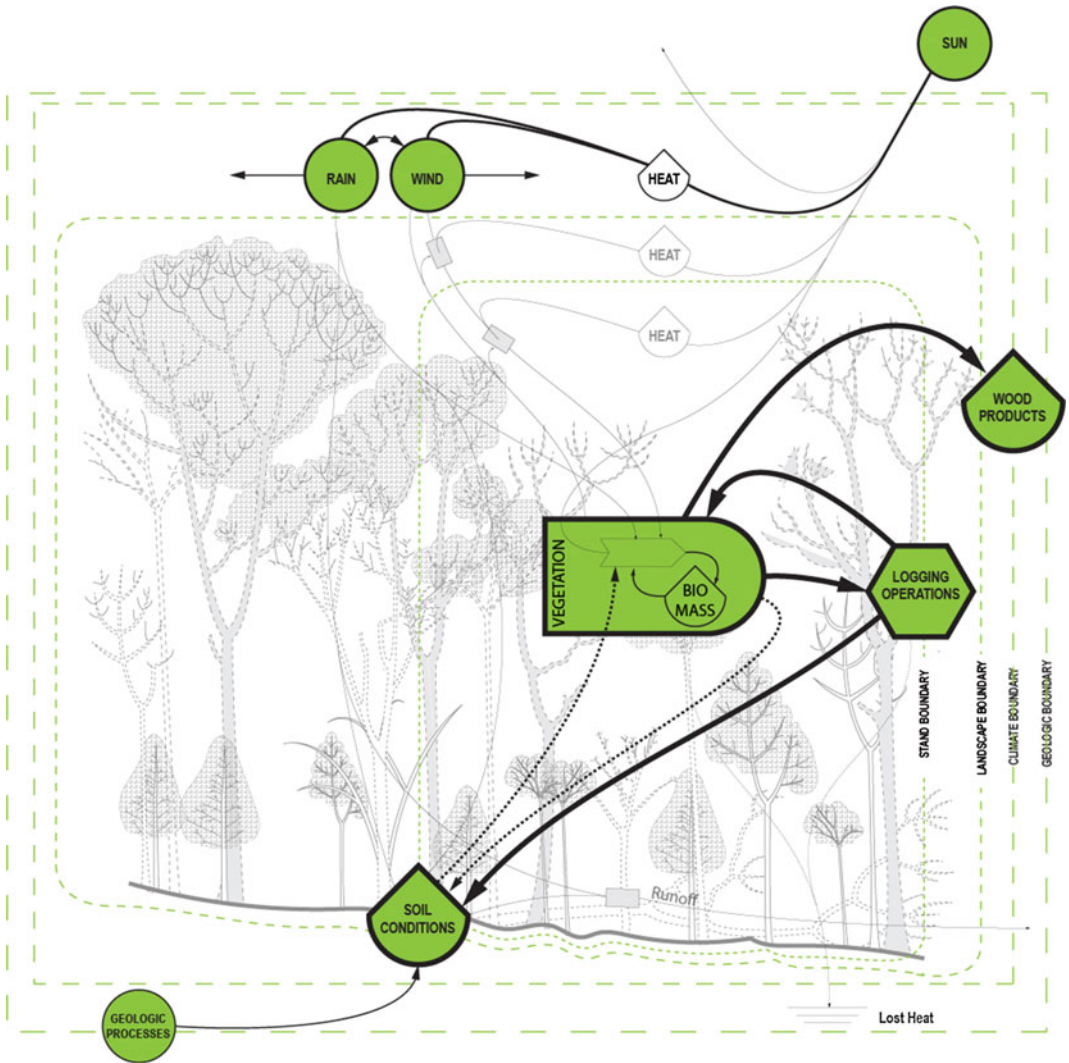 SUN
RAIN
WIND
HEAT
HEAT
HEAT
WOOD
PRODUCTS
VEGETATION
BIO
MASS
LOGGING
OPERATIONS
STAND BOUNDARY
LANDSCAPE BOUNDARY
CLIMATE BOUNDARY
GEOLOGIC BOUNDARY
Runoff
SOIL
CONDITIONS
GEOLOGIC
PROCESSES
Lost Heat